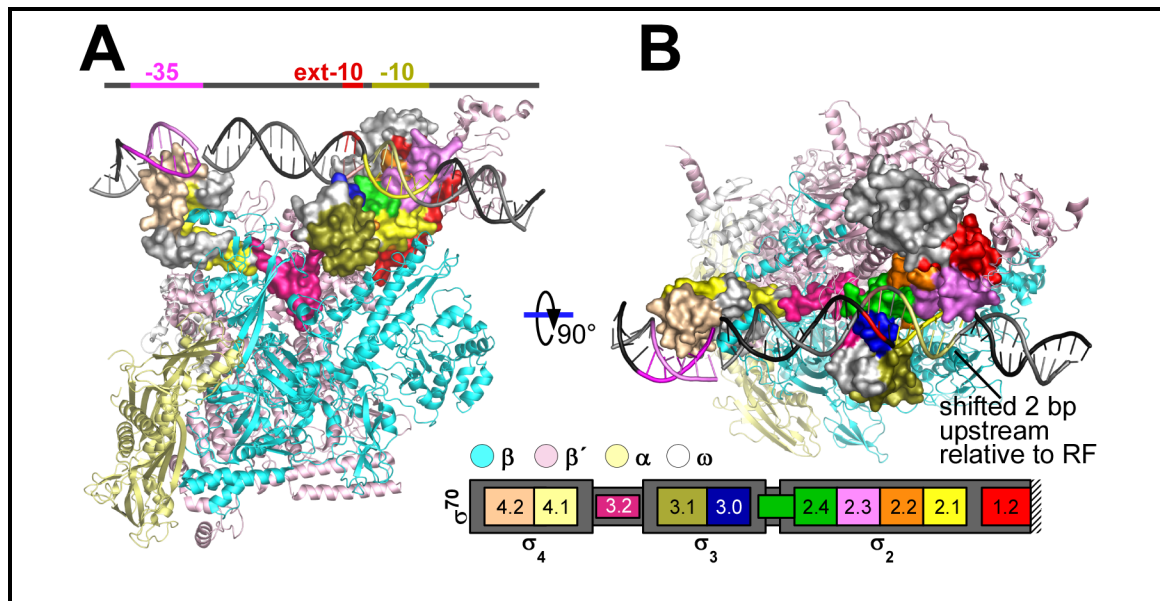 A
B
-35 ext-10 -10
90°
shifted 2 bp
upstream
relative to RF
β β´ α ω
σ70
4.2 4.1 3.2 3.1 3.0 2.4 2.3 2.2 2.1 1.2
σ4 σ3 σ2